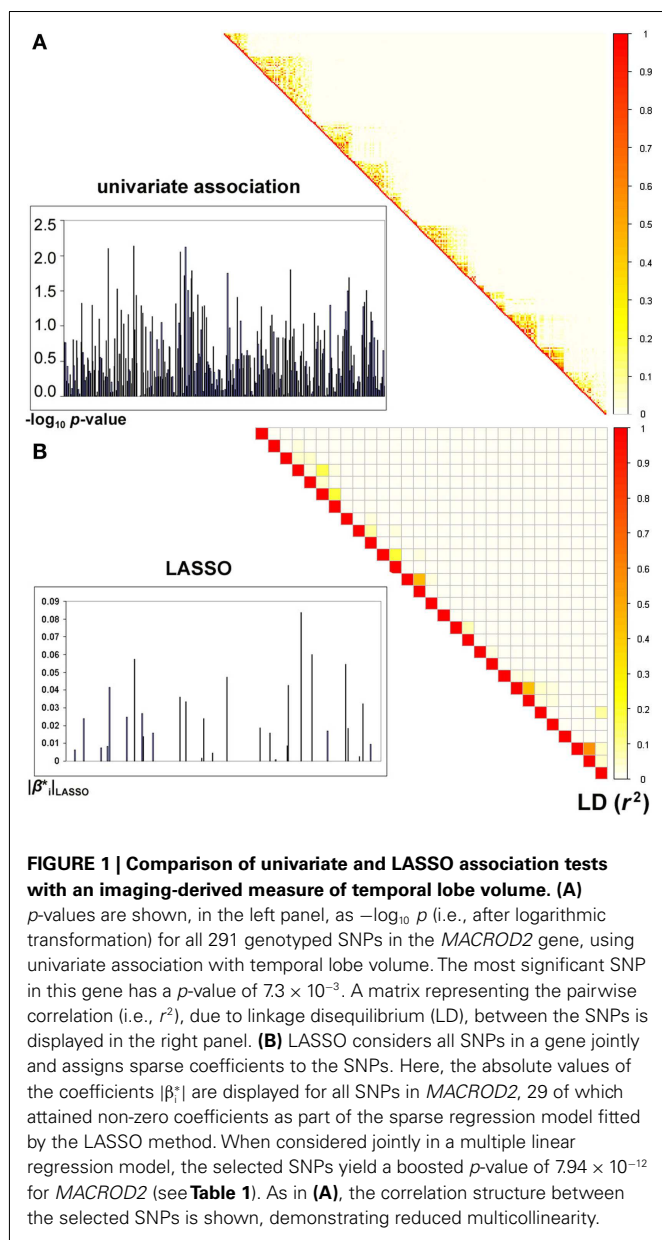 A
univariate association
2.5
2.0
1.5
1.0
0.5
0.0
-log₁₀ p-value
1
0.9
0.8
0.7
0.6
0.5
0.4
0.3
0.2
0.1
0
B
LASSO
0.09
0.08
0.07
0.06
0.05
0.04
0.03
0.02
0.01
0
|β*ᵢ|LASSO
1
0.9
0.8
0.7
0.6
0.5
0.4
0.3
0.2
0.1
0
LD (r²)
FIGURE 1 | Comparison of univariate and LASSO association tests
with an imaging-derived measure of temporal lobe volume. (A)
p-values are shown, in the left panel, as −log₁₀ p (i.e., after logarithmic
transformation) for all 291 genotyped SNPs in the MACROD2 gene, using
univariate association with temporal lobe volume. The most significant SNP
in this gene has a p-value of 7.3 × 10⁻³. A matrix representing the pairwise
correlation (i.e., r²), due to linkage disequilibrium (LD), between the SNPs is
displayed in the right panel. (B) LASSO considers all SNPs in a gene jointly
and assigns sparse coefficients to the SNPs. Here, the absolute values of
the coefficients |βᵢ*| are displayed for all SNPs in MACROD2, 29 of which
attained non-zero coefficients as part of the sparse regression model fitted
by the LASSO method. When considered jointly in a multiple linear
regression model, the selected SNPs yield a boosted p-value of 7.94 × 10⁻¹²
for MACROD2 (see Table 1). As in (A), the correlation structure between
the selected SNPs is shown, demonstrating reduced multicollinearity.